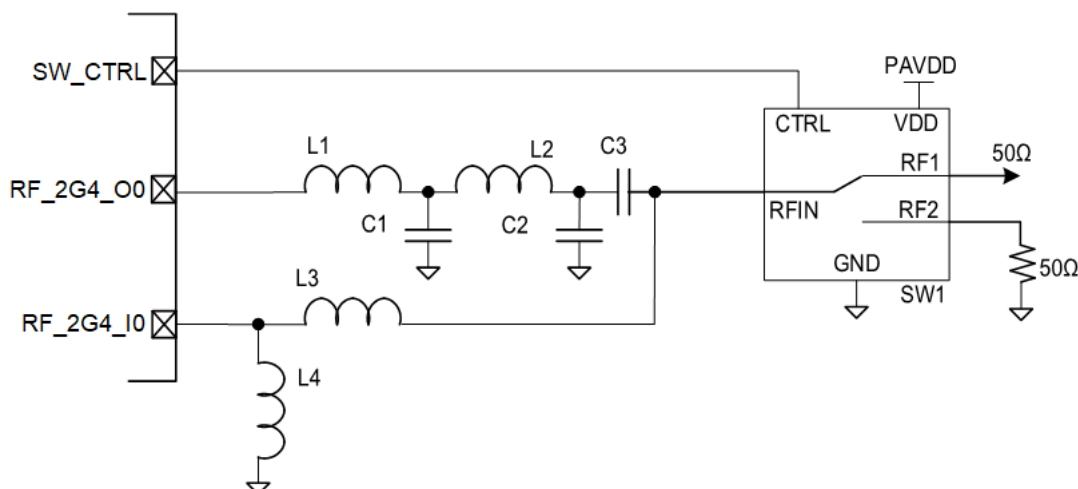 PAVDD
SW_CTRL
CTRL
VDD
L1
L2
C3
RF1
50Ω
RF_2G4_O0
RFIN
C1
C2
RF2
L3
GND
50Ω
SW1
RF_2G4_I0
L4